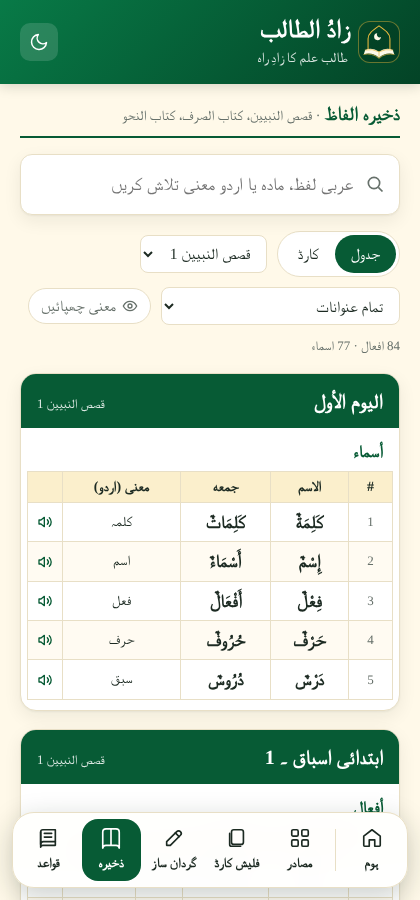 زادُ الطالب
طالب علم کا زادِ راہ
ذخیرہ الفاظ · قصص النبیین، کتاب الصرف، کتاب النحو
عربی لفظ، مادہ یا اردو معنی تلاش کریں
جدول کارڈ قصص النبیین 1
تمام عنوانات معنی چھپائیں
84 افعال · 77 اسماء
اليوم الأول قصص النبیین 1
أسماء
# الاسم جمعه معنی (اردو)
1 كَلِمَةٌ كَلِمَاتٌ کلمہ
2 إِسْمٌ أَسْمَاءٌ اسم
3 فِعْلٌ أَفْعَالٌ فعل
4 حَرْفٌ حُرُوفٌ حرف
5 دَرْسٌ دُرُوسٌ سبق
ابتدائی اسباق ۔ 1 قصص النبیین 1
أفعال
ہوم مصادر فلیش کارڈ گردان ساز ذخیرہ قواعد